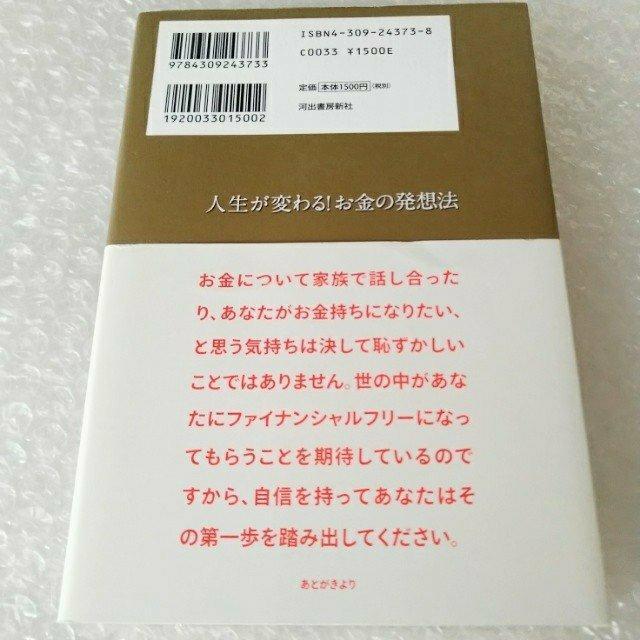 ISBN4-309-24373-8
C0033 ¥1500E
9784309243733
定価 本体1500円 (税別)
河出書房新社
1920033015002
人生が変わる!お金の発想法
お金について家族で話し合った
り、あなたがお金持ちになりたい、
と思う気持ちは決して恥ずかしい
ことではありません。世の中があな
たにファイナンシャルフリーになっ
てもらうことを期待しているので
すから、自信を持ってあなたはそ
の第一歩を踏み出してください。
あとがきより